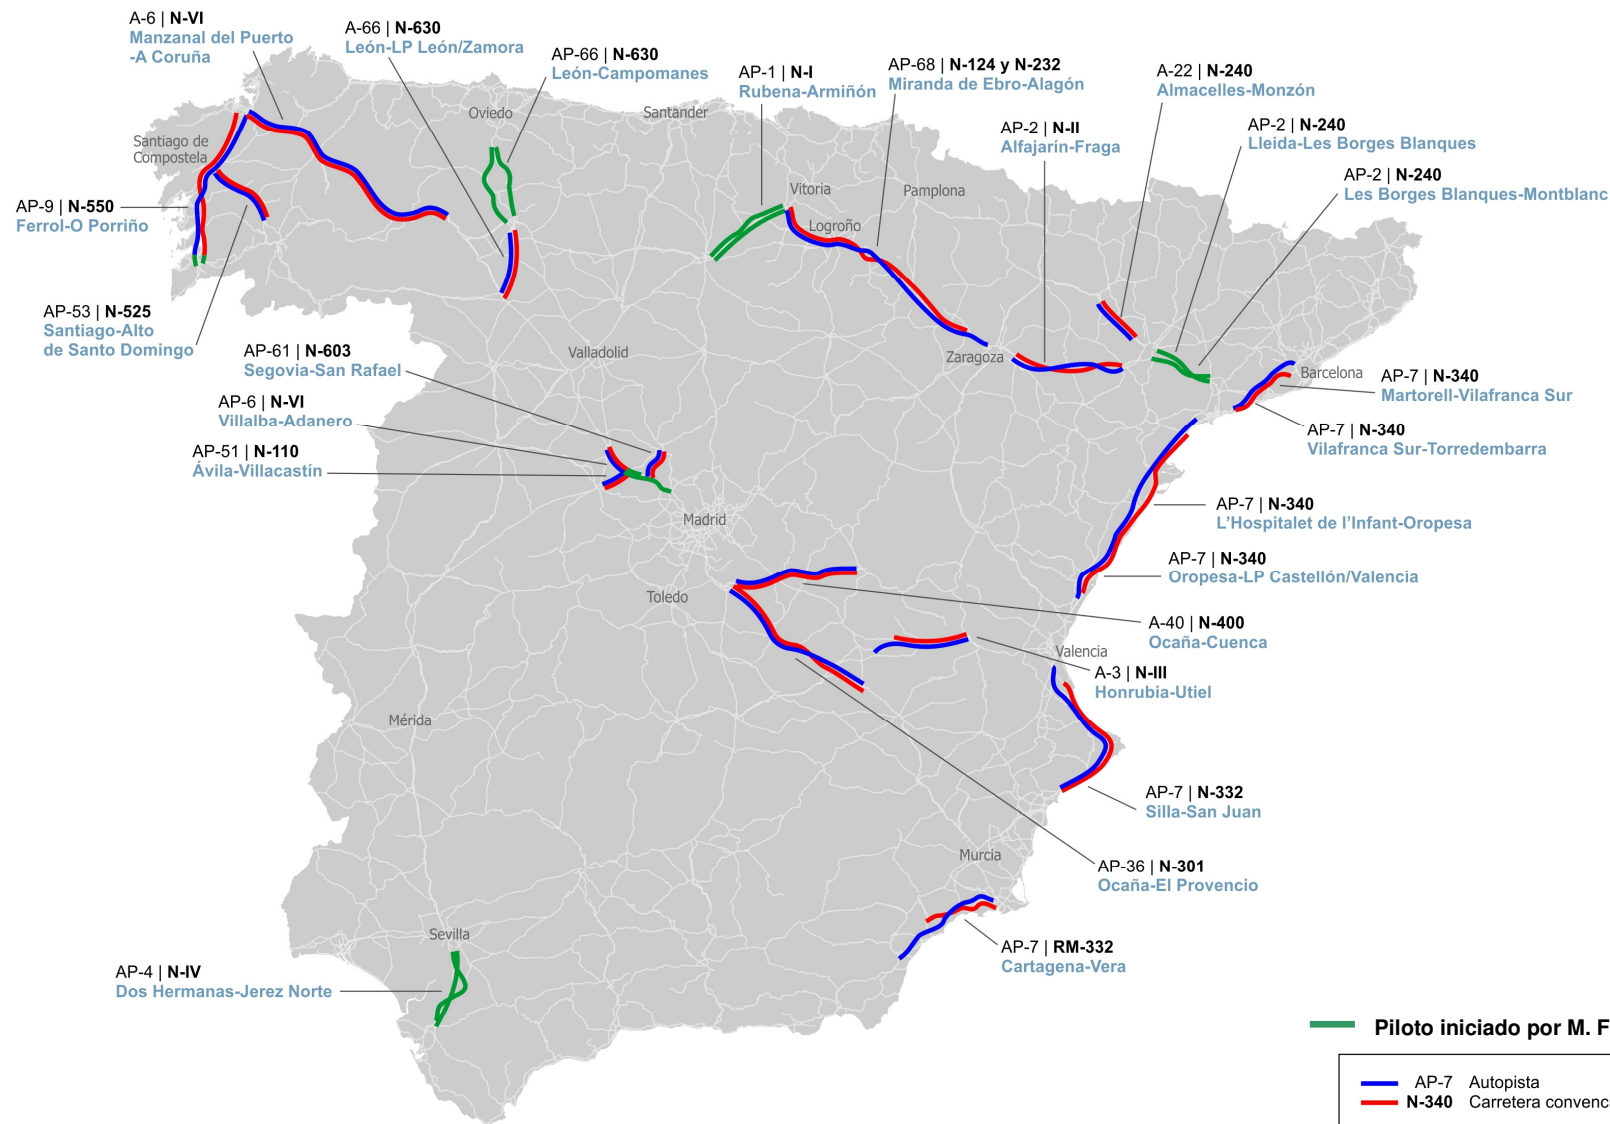 A-6 | N-VI
Manzanal del Puerto
-A Coruña
A-66 | N-630
León-LP León/Zamora
AP-66 | N-630
León-Campomanes
AP-1 | N-I
Rubena-Armiñón
AP-68 | N-124 y N-232
Miranda de Ebro-Alagón
A-22 | N-240
Almacelles-Monzón
AP-2 | N-II
Alfajarín-Fraga
AP-2 | N-240
Lleida-Les Borges Blanques
AP-2 | N-240
Les Borges Blanques-Montblanc
Oviedo
Santander
Santiago de
Compostela
Vitoria
Pamplona
Logroño
AP-9 | N-550
Ferrol-O Porriño
AP-53 | N-525
Santiago-Alto
de Santo Domingo
AP-61 | N-603
Segovia-San Rafael
Valladolid
Zaragoza
Barcelona
AP-7 | N-340
Martorell-Vilafranca Sur
AP-6 | N-VI
Villalba-Adanero
AP-7 | N-340
Vilafranca Sur-Torredembarra
AP-51 | N-110
Ávila-Villacastín
AP-7 | N-340
L'Hospitalet de l'Infant-Oropesa
Madrid
AP-7 | N-340
Oropesa-LP Castellón/Valencia
Toledo
A-40 | N-400
Ocaña-Cuenca
Valencia
A-3 | N-III
Honrubia-Utiel
Mérida
AP-7 | N-332
Silla-San Juan
Murcia
AP-36 | N-301
Ocaña-El Provencio
Sevilla
AP-7 | RM-332
Cartagena-Vera
AP-4 | N-IV
Dos Hermanas-Jerez Norte
Piloto iniciado por M. F
AP-7 Autopista
N-340 Carretera convenc